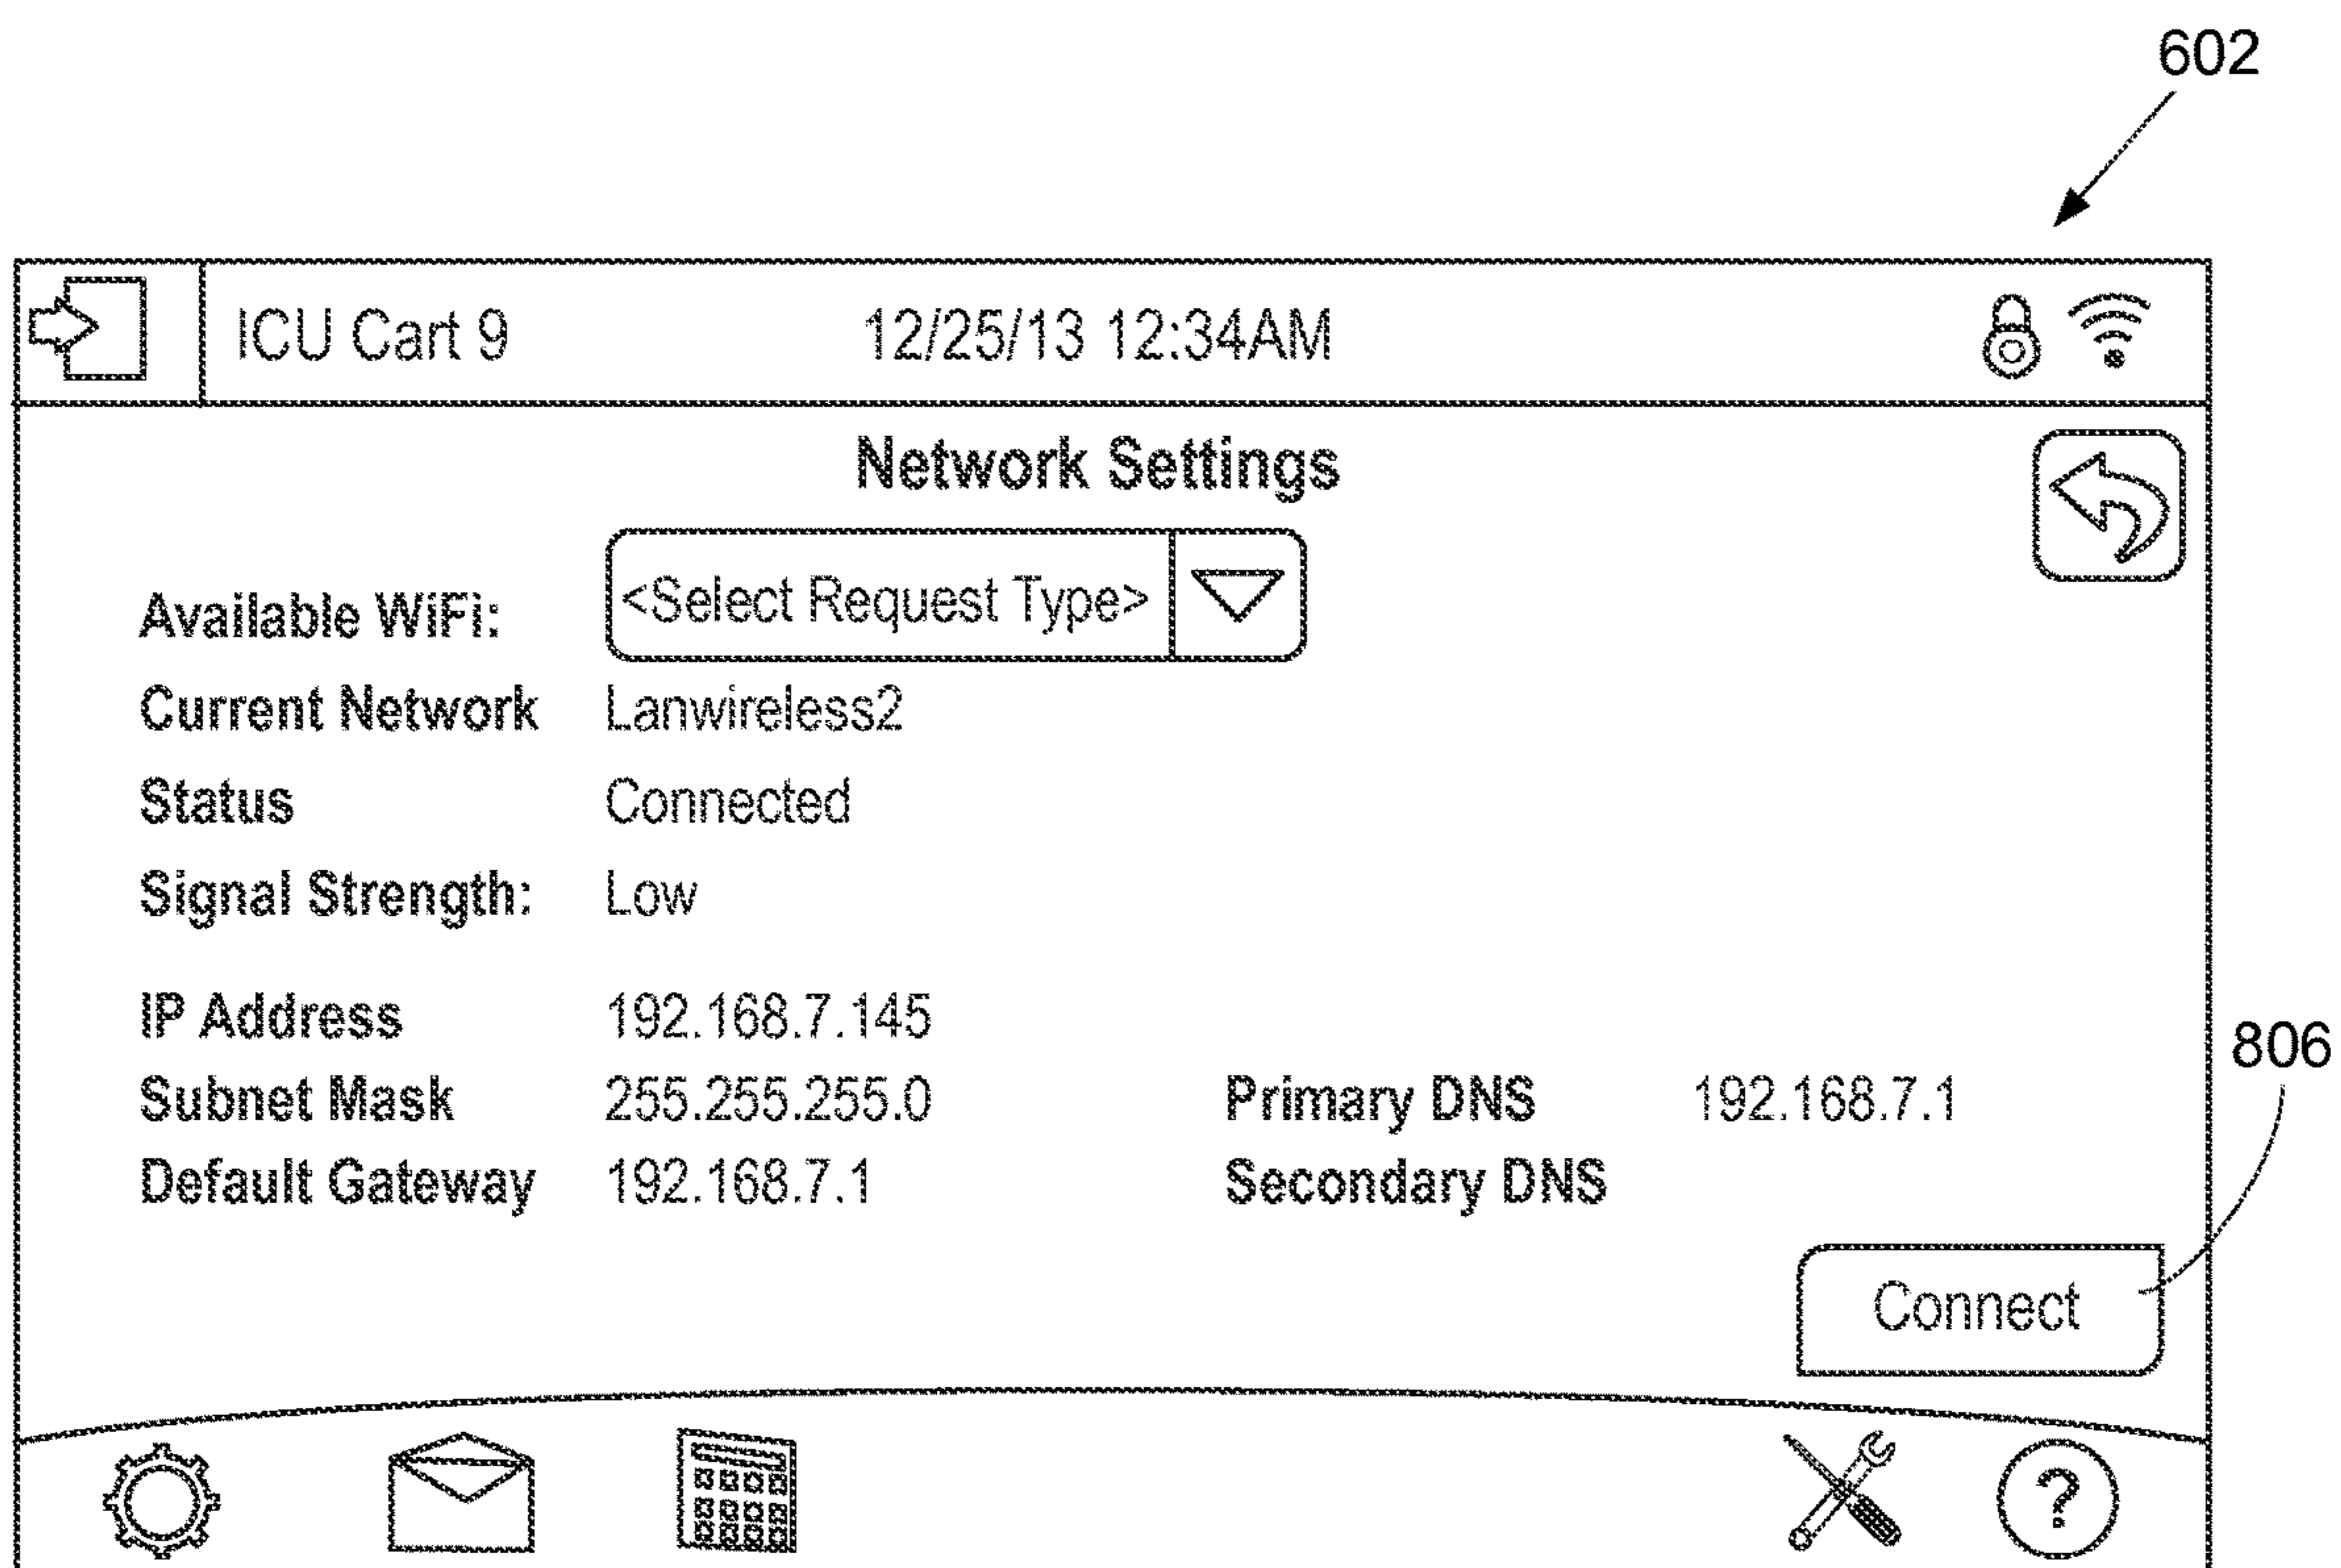 602
ICU Cart 9 12/25/13 12:34AM
Network Settings
Available WiFi: <Select Request Type>
Current Network Lanwireless2
Status Connected
Signal Strength: Low
IP Address 192.168.7.145
806
Subnet Mask 255.255.255.0 Primary DNS 192.168.7.1
Default Gateway 192.168.7.1 Secondary DNS
Connect
?